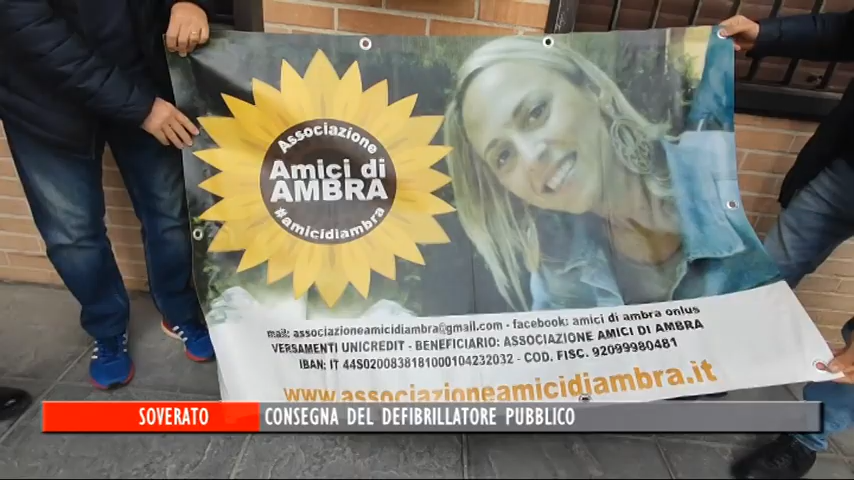 Associazione
Amici di
AMBRA
#amicidiambra
mail: associazioneamicidiambra@gmail.com - facebook: amici di ambra onlus
VERSAMENTI UNICREDIT - BENEFICIARIO: ASSOCIAZIONE AMICI DI AMBRA
IBAN: IT 44S0200838181000104232032 - COD. FISC. 92099980481
www.associazioneamicidiambra.it
SOVERATO CONSEGNA DEL DEFIBRILLATORE PUBBLICO